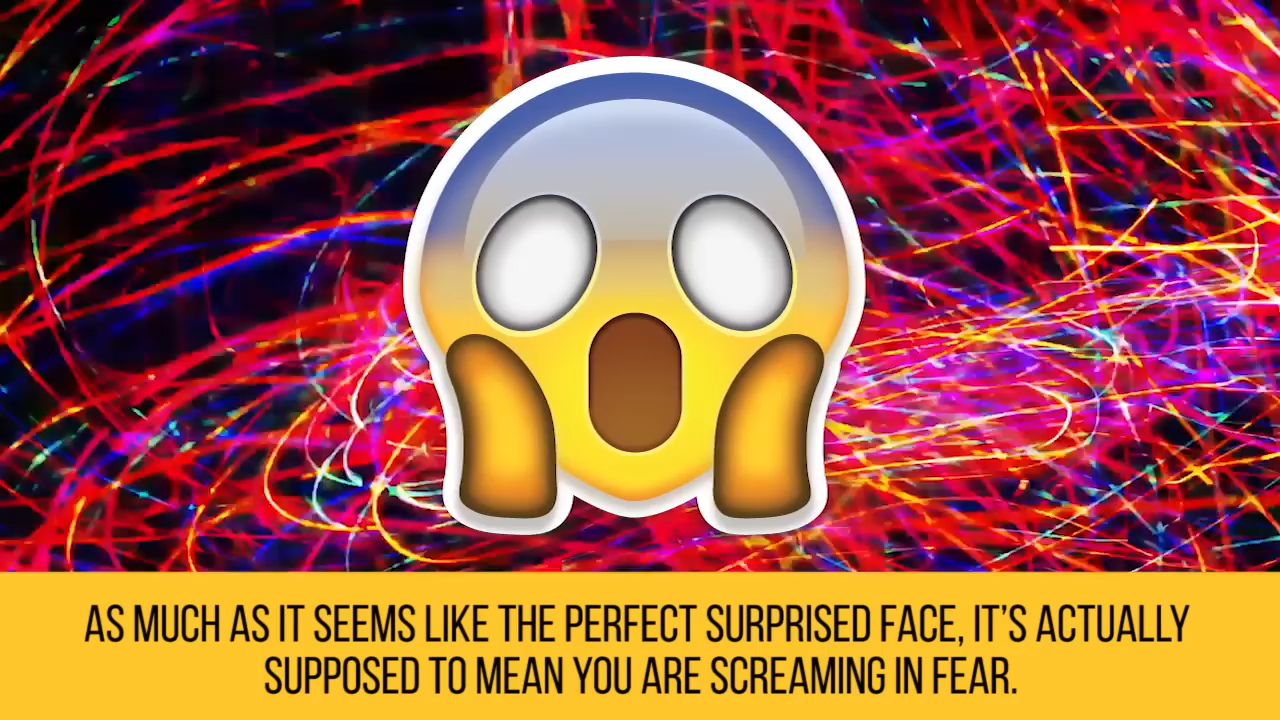 AS MUCH AS IT SEEMS LIKE THE PERFECT SURPRISED FACE, IT’S ACTUALLY
SUPPOSED TO MEAN YOU ARE SCREAMING IN FEAR.